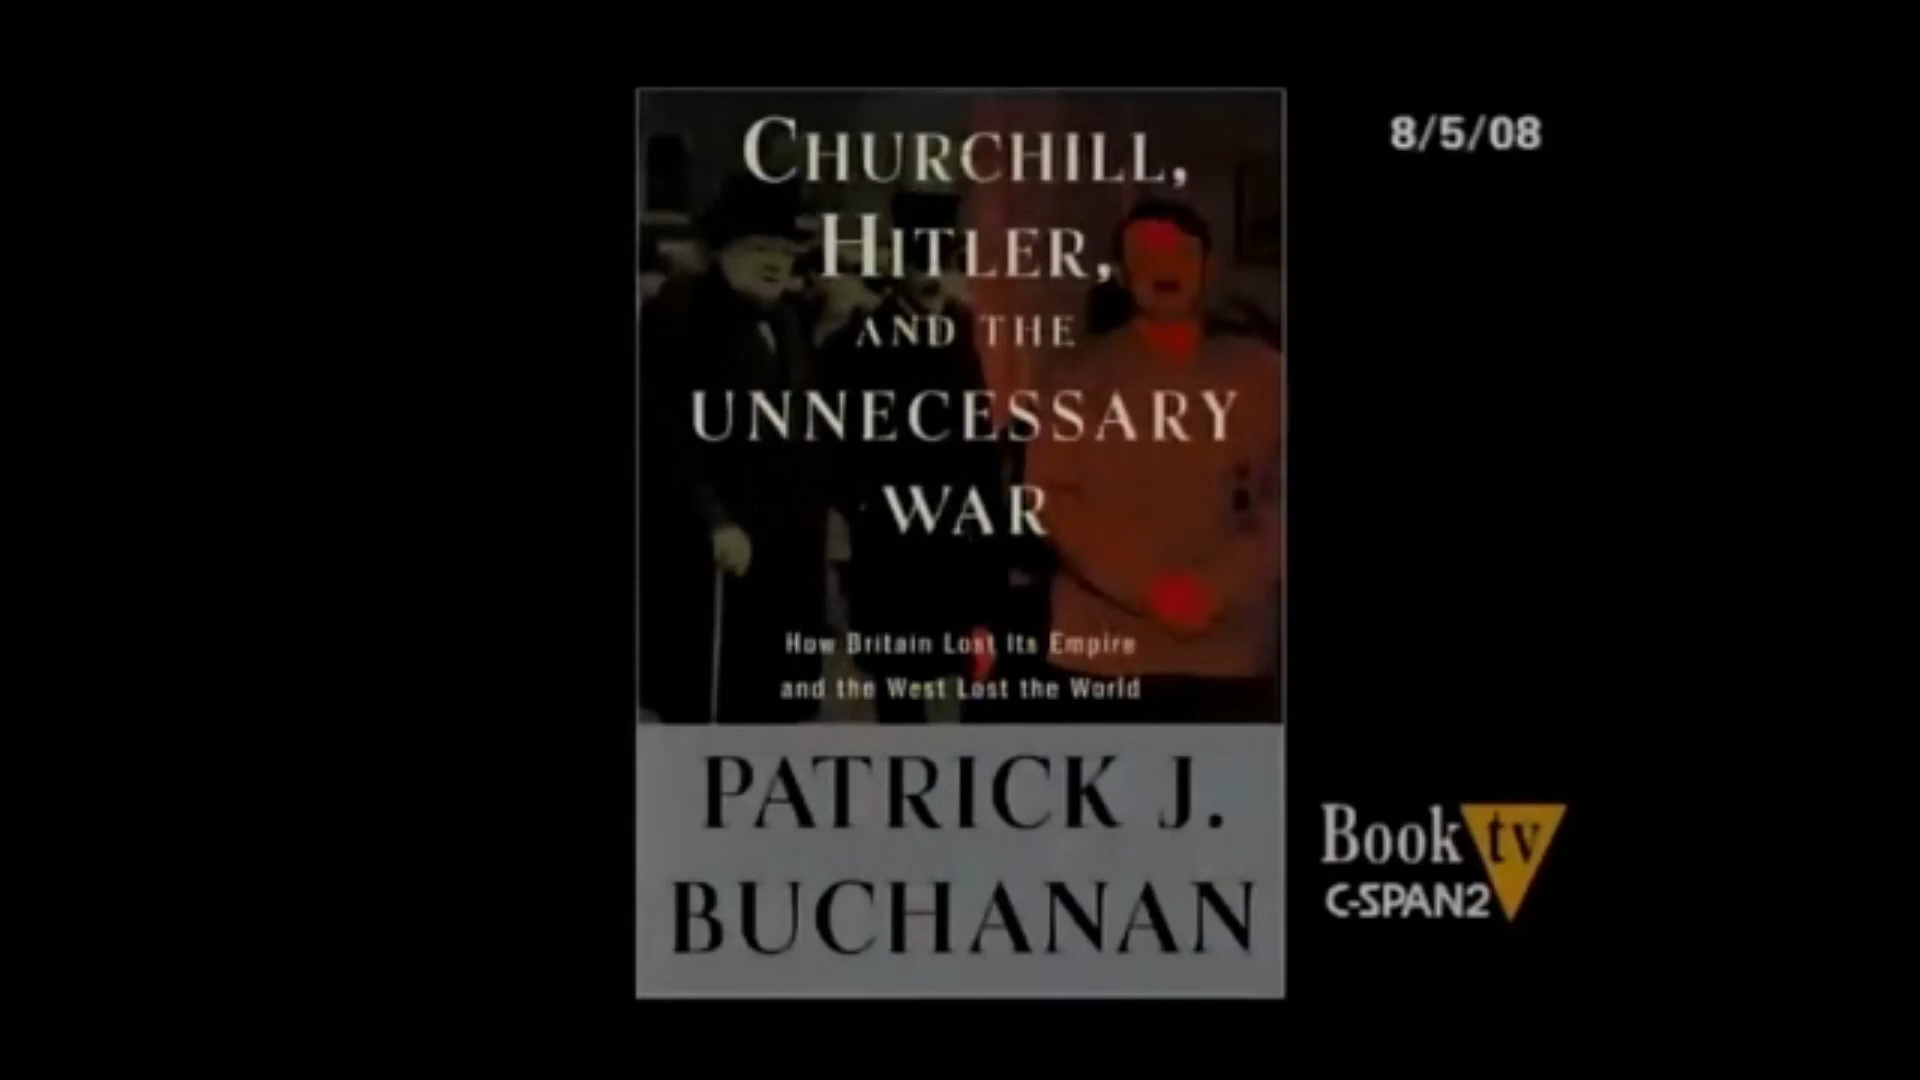 CHURCHILL,
HITLER,
AND THE
UNNECESSARY
WAR
How Britain Lost Its Empire
and the West Lost the World
PATRICK J.
BUCHANAN
8/5/08
Book tv
C-SPAN2